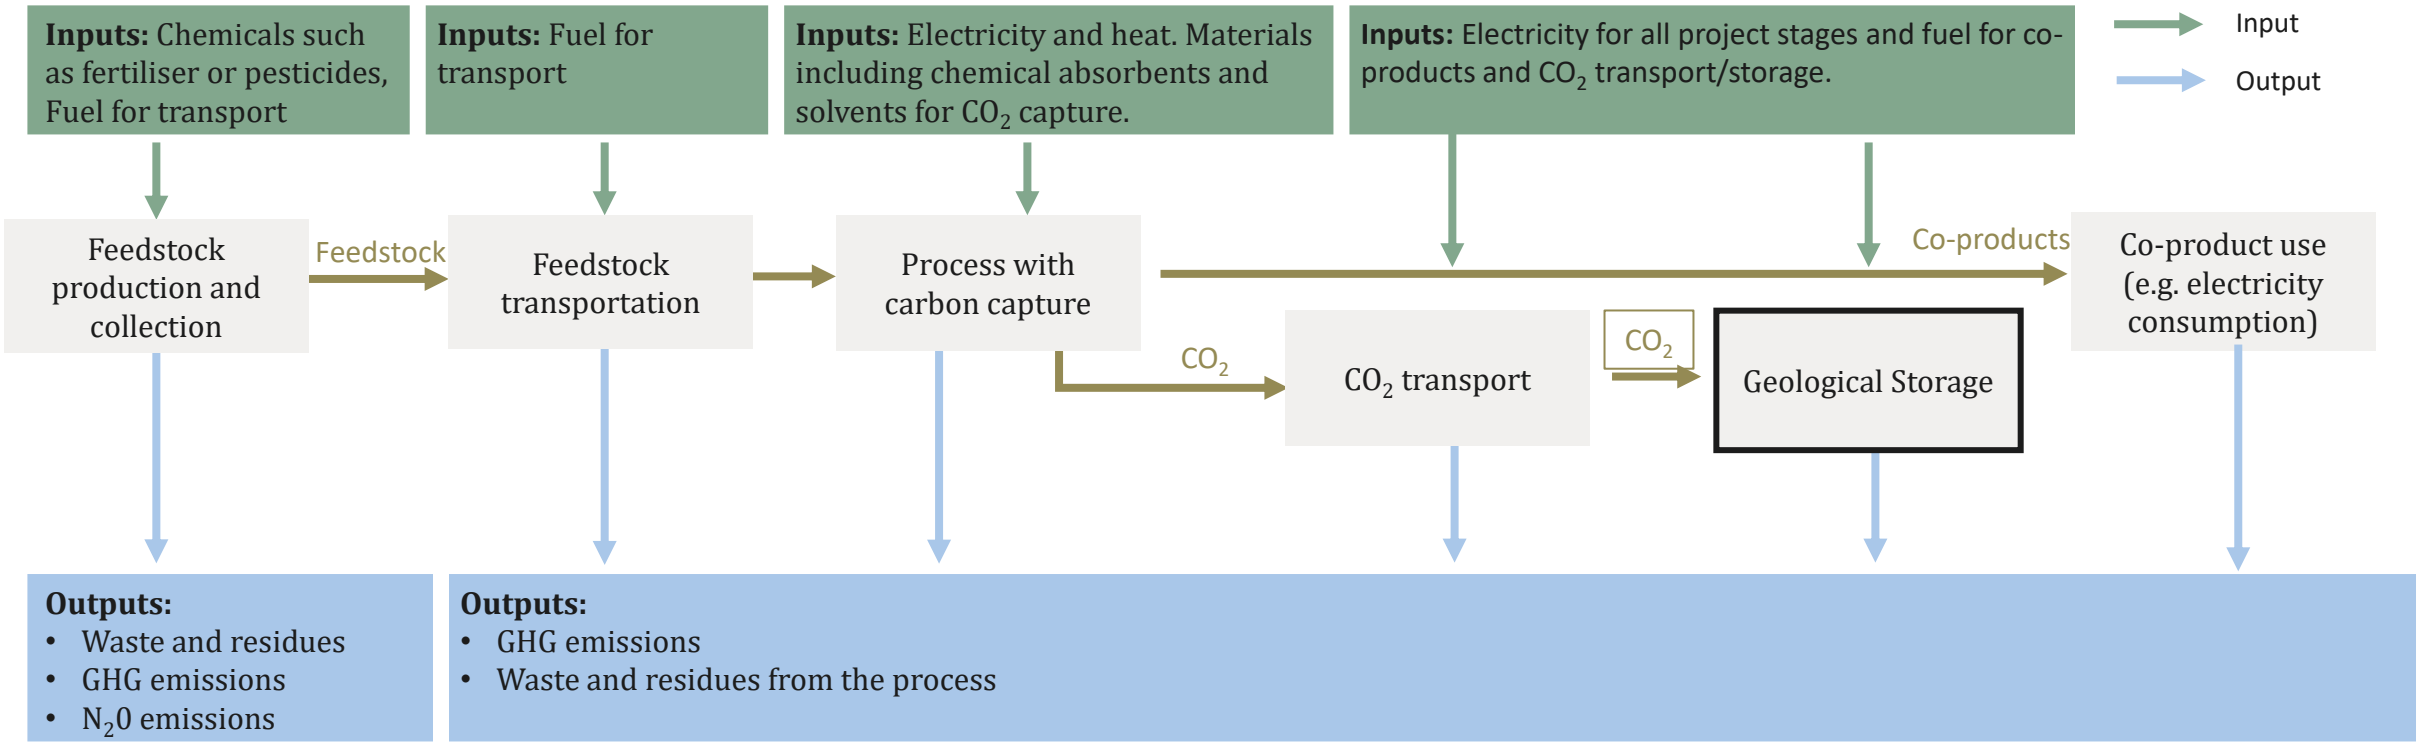 Inputs: Chemicals such
as fertiliser or pesticides,
Fuel for transport
Inputs: Fuel for
transport
Inputs: Electricity and heat. Materials
including chemical absorbents and
solvents for CO₂ capture.
Inputs: Electricity for all project stages and fuel for co-
products and CO₂ transport/storage.
Input
Output
Feedstock
production and
collection
Feedstock
Feedstock
transportation
Process with
carbon capture
Co-products
Co-product use
(e.g. electricity
consumption)
CO₂
CO₂ transport
CO₂
Geological Storage
Outputs:
• Waste and residues
• GHG emissions
• N₂0 emissions
Outputs:
• GHG emissions
• Waste and residues from the process